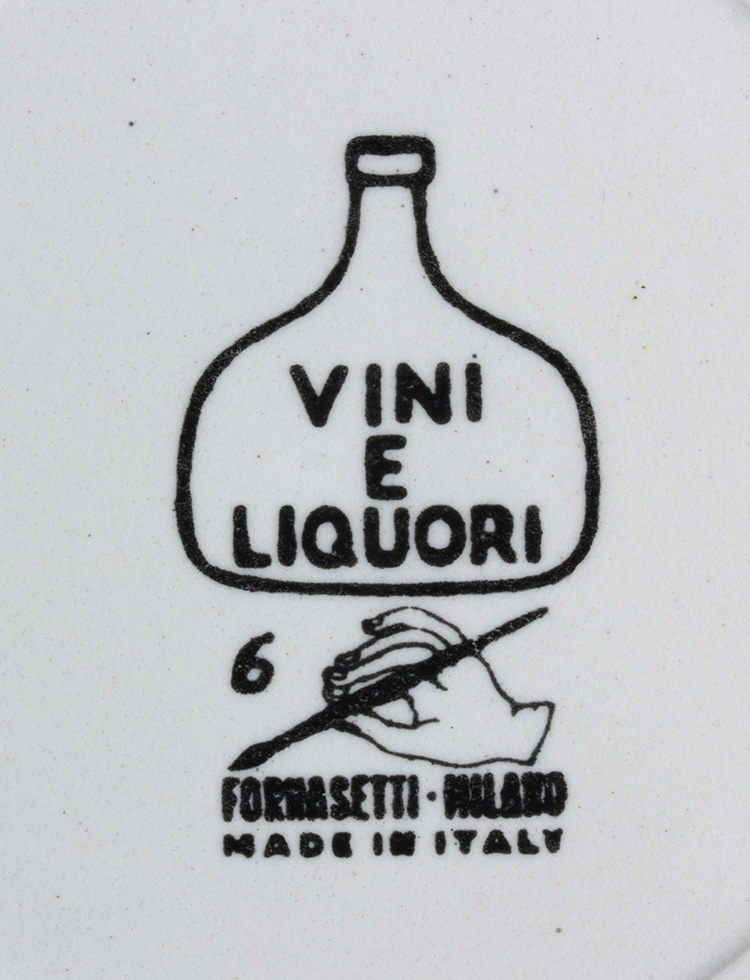 VINI
E
LIQUORI
6
FORNASETTI · MILANO
MADE IN ITALY